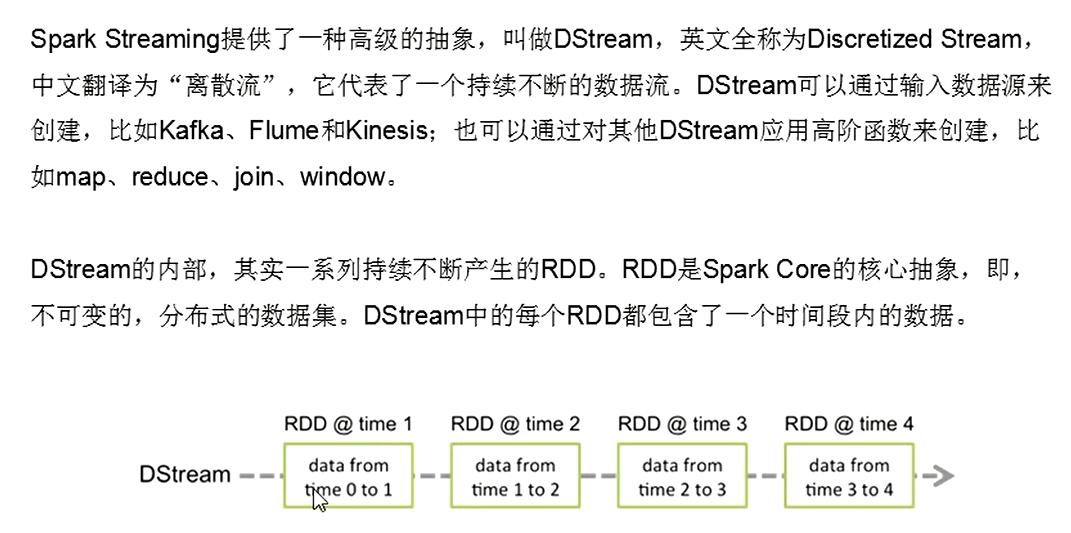 Spark Streaming提供了一种高级的抽象，叫做DStream，英文全称为Discretized Stream，
中文翻译为“离散流”，它代表了一个持续不断的数据流。DStream可以通过输入数据源来
创建，比如Kafka、Flume和Kinesis；也可以通过对其他DStream应用高阶函数来创建，比
如map、reduce、join、window。
DStream的内部，其实一系列持续不断产生的RDD。RDD是Spark Core的核心抽象，即，
不可变的，分布式的数据集。DStream中的每个RDD都包含了一个时间段内的数据。
RDD @ time 1 RDD @ time 2 RDD @ time 3 RDD @ time 4
DStream
data from data from data from data from
time 0 to 1 time 1 to 2 time 2 to 3 time 3 to 4